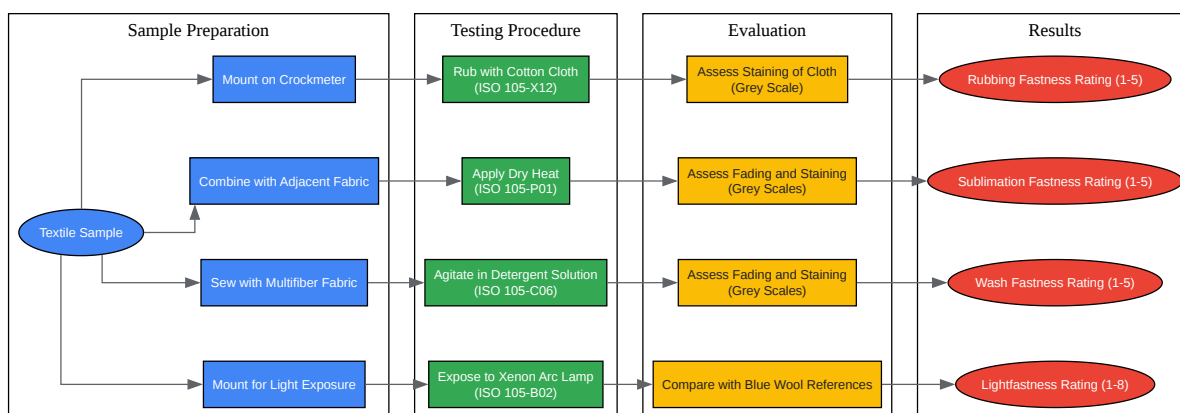 Sample Preparation
Testing Procedure
Evaluation
Results
Mount on Crockmeter
Rub with Cotton Cloth
(ISO 105-X12)
Assess Staining of Cloth
(Grey Scale)
Rubbing Fastness Rating (1-5)
Combine with Adjacent Fabric
Apply Dry Heat
(ISO 105-P01)
Assess Fading and Staining
(Grey Scales)
Sublimation Fastness Rating (1-5)
Textile Sample
Sew with Multifiber Fabric
Agitate in Detergent Solution
(ISO 105-C06)
Assess Fading and Staining
(Grey Scales)
Wash Fastness Rating (1-5)
Mount for Light Exposure
Expose to Xenon Arc Lamp
(ISO 105-B02)
Compare with Blue Wool References
Lightfastness Rating (1-8)